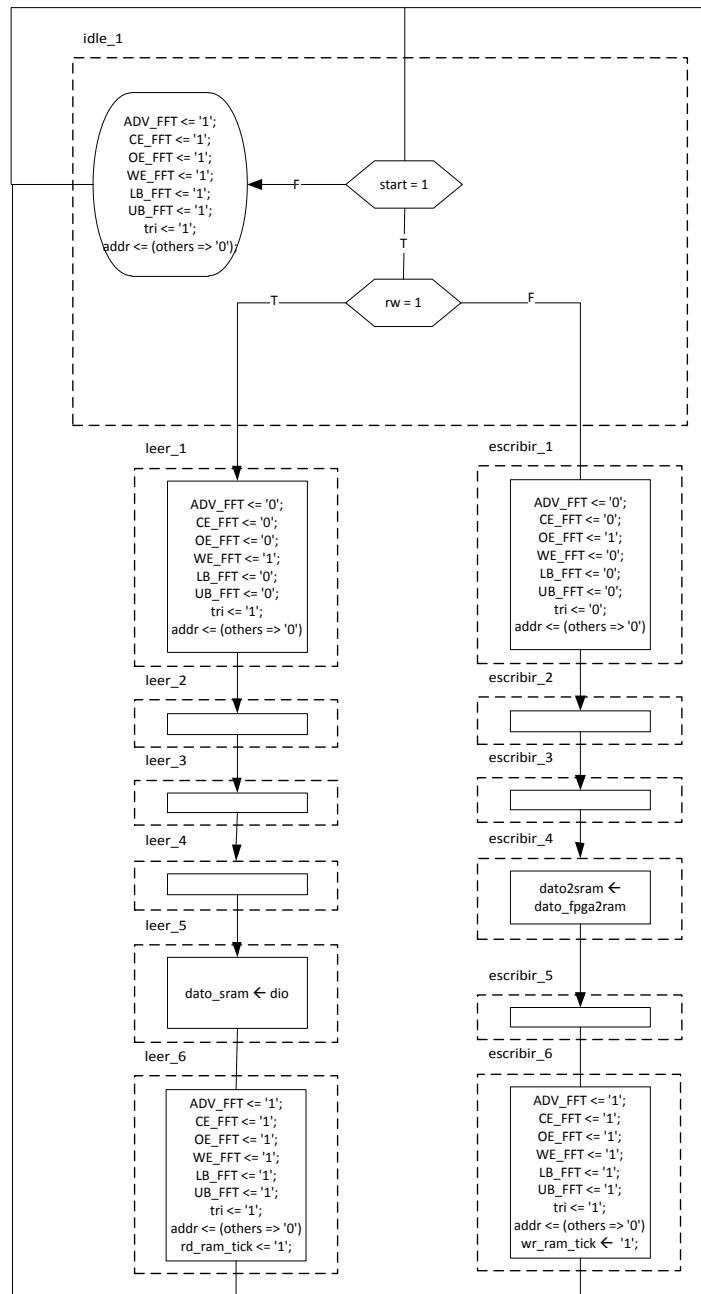 idle_1
ADV_FFT <= '1';
CE_FFT <= '1';
OE_FFT <= '1';
WE_FFT <= '1';
LB_FFT <= '1';
UB_FFT <= '1';
tri <= '1';
addr <= (others => '0');
F
start = 1
T
rw = 1
T
F
leer_1
ADV_FFT <= '0';
CE_FFT <= '0';
OE_FFT <= '0';
WE_FFT <= '1';
LB_FFT <= '0';
UB_FFT <= '0';
tri <= '1';
addr <= (others => '0')
leer_2
leer_3
leer_4
leer_5
dato_sram ← dio
leer_6
ADV_FFT <= '1';
CE_FFT <= '1';
OE_FFT <= '1';
WE_FFT <= '1';
LB_FFT <= '1';
UB_FFT <= '1';
tri <= '1';
addr <= (others => '0')
rd_ram_tick <= '1';
escribir_1
ADV_FFT <= '0';
CE_FFT <= '0';
OE_FFT <= '1';
WE_FFT <= '0';
LB_FFT <= '0';
UB_FFT <= '0';
tri <= '0';
addr <= (others => '0')
escribir_2
escribir_3
escribir_4
dato2sram ←
dato_fpga2ram
escribir_5
escribir_6
ADV_FFT <= '1';
CE_FFT <= '1';
OE_FFT <= '1';
WE_FFT <= '1';
LB_FFT <= '1';
UB_FFT <= '1';
tri <= '1';
addr <= (others => '0')
wr_ram_tick ← '1';